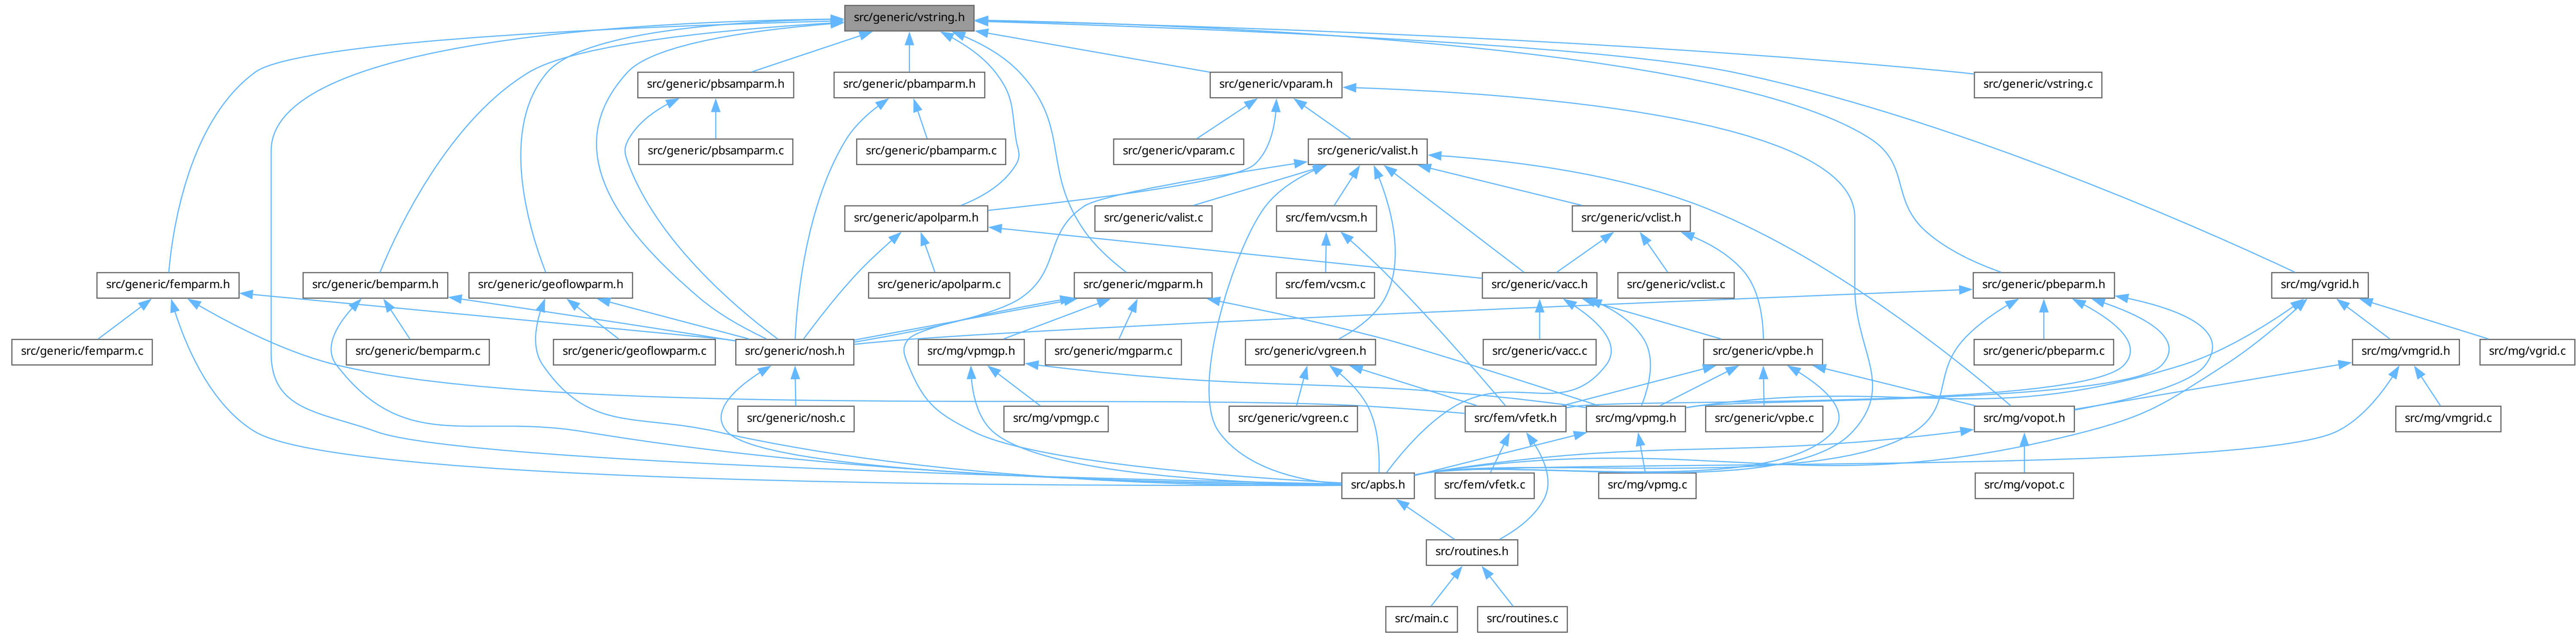 src/generic/vstring.h
src/generic/pbsamparm.h
src/generic/pbamparm.h
src/generic/vparam.h
src/generic/vstring.c
src/generic/pbsamparm.c
src/generic/pbamparm.c
src/generic/vparam.c
src/generic/valist.h
src/generic/apolparm.h
src/generic/valist.c
src/fem/vcsm.h
src/generic/vclist.h
src/generic/femparm.h
src/generic/bemparm.h
src/generic/geoflowparm.h
src/generic/apolparm.c
src/generic/mgparm.h
src/fem/vcsm.c
src/generic/vacc.h
src/generic/vclist.c
src/generic/pbeparm.h
src/mg/vgrid.h
src/generic/femparm.c
src/generic/bemparm.c
src/generic/geoflowparm.c
src/generic/nosh.h
src/mg/vpmgp.h
src/generic/mgparm.c
src/generic/vgreen.h
src/generic/vacc.c
src/generic/vpbe.h
src/generic/pbeparm.c
src/mg/vmgrid.h
src/mg/vgrid.c
src/generic/nosh.c
src/mg/vpmgp.c
src/generic/vgreen.c
src/fem/vfetk.h
src/mg/vpmg.h
src/generic/vpbe.c
src/mg/vopot.h
src/mg/vmgrid.c
src/apbs.h
src/fem/vfetk.c
src/mg/vpmg.c
src/mg/vopot.c
src/routines.h
src/main.c
src/routines.c